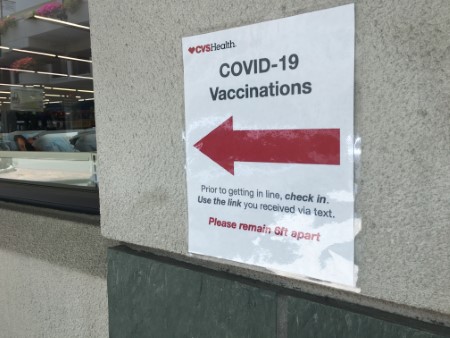 CVSHealth
COVID-19
Vaccinations
Prior to getting in line, check in.
Use the link you received via text.
Please remain 6ft apart